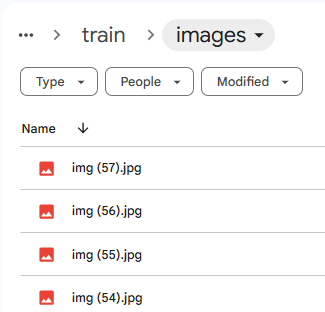 ... > train > images
Type People Modified
Name
img (57).jpg
img (56).jpg
img (55).jpg
img (54).jpg